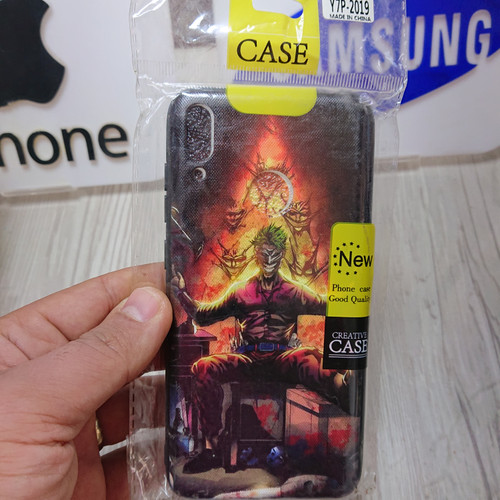 Y7P-2019
MADE IN CHINA
CASE
MSUNG
hone
New
Phone case
Good Quality
CREATIVE
CASE